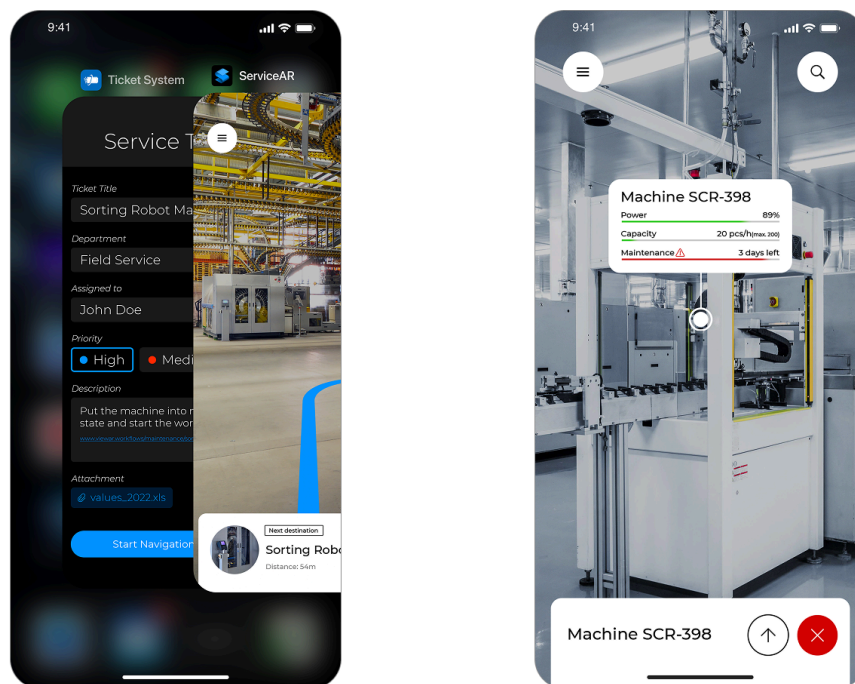 9:41
Ticket System
ServiceAR
Service T
Ticket Title
Sorting Robot Ma
Department
Field Service
Assigned to
John Doe
Priority
High
Medi
Description
Put the machine into
state and start the wor
Attachment
values_2022.xls
Start Navigation
Next destination
Sorting Robo
Distance: 54m
9:41
Machine SCR-398
Power 89%
Capacity 20 pcs/h(max. 200)
Maintenance 3 days left
Machine SCR-398